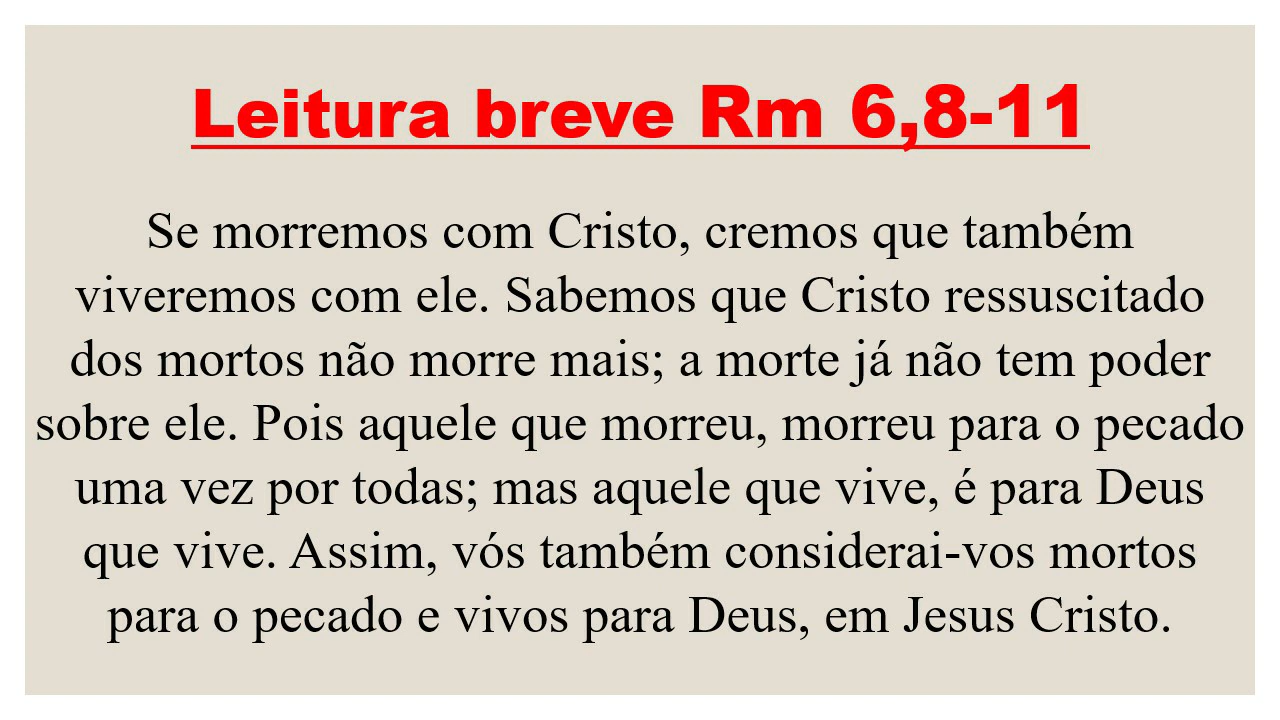 Leitura breve Rm 6,8-11
Se morremos com Cristo, cremos que também
viveremos com ele. Sabemos que Cristo ressuscitado
dos mortos não morre mais; a morte já não tem poder
sobre ele. Pois aquele que morreu, morreu para o pecado
uma vez por todas; mas aquele que vive, é para Deus
que vive. Assim, vós também considerai-vos mortos
para o pecado e vivos para Deus, em Jesus Cristo.